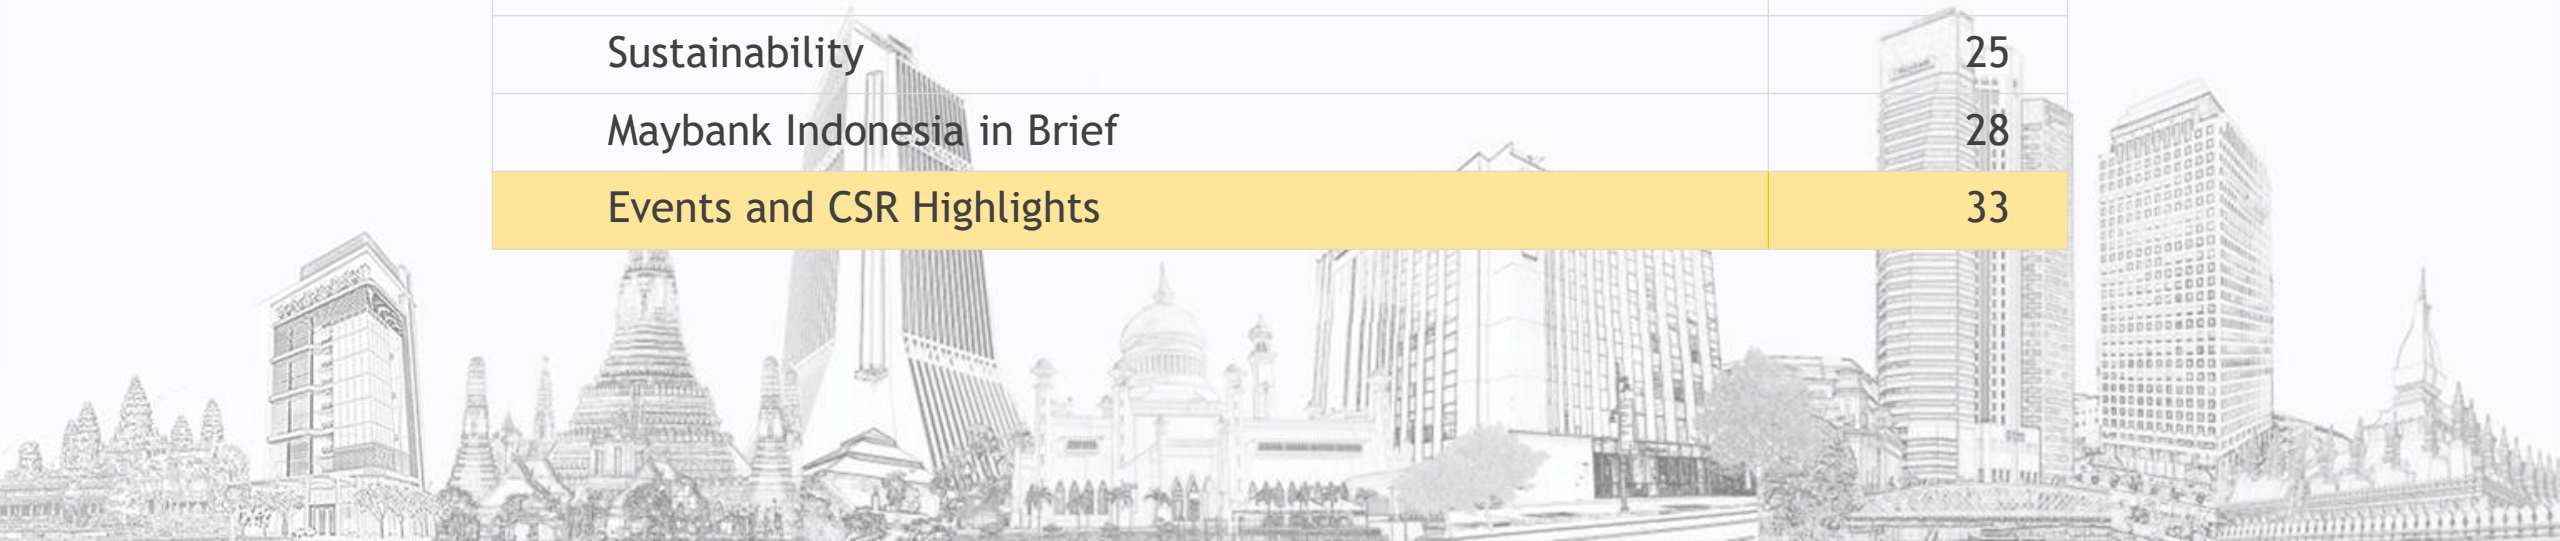 Sustainability 25
Maybank Indonesia in Brief 28
Events and CSR Highlights 33